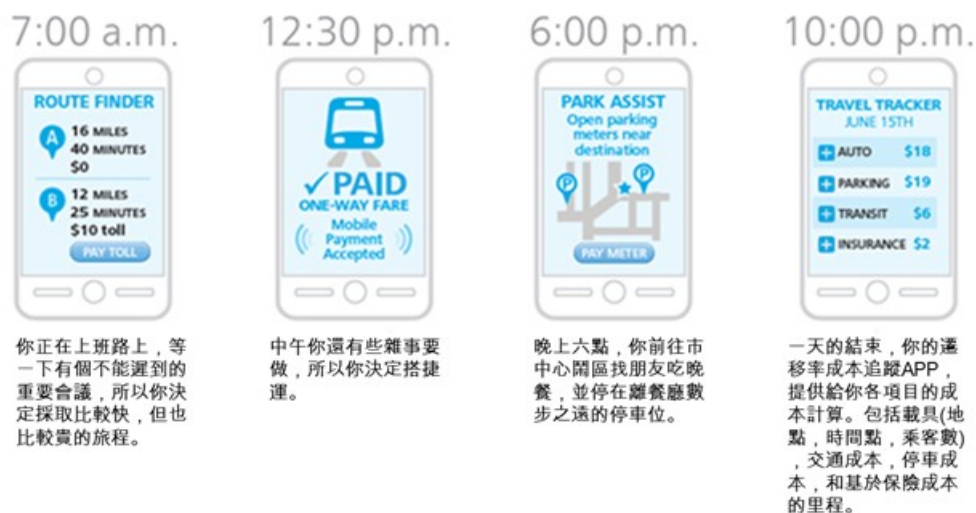 7:00 a.m.
ROUTE FINDER
A
16 MILES
40 MINUTES
$0
B
12 MILES
25 MINUTES
$10 toll
PAY TOLL
你正在上班路上，等
一下有個不能遲到的
重要會議，所以你決
定採取比較快，但也
比較貴的旅程。
12:30 p.m.
✓PAID
ONE-WAY FARE
Mobile
Payment
Accepted
中午你還有些雜事要
做，所以你決定搭捷
運。
6:00 p.m.
PARK ASSIST
Open parking
meters near
destination
P
P
PAY METER
晚上六點，你前往市
中心鬧區找朋友吃晚
餐，並停在離餐廳數
步之遠的停車位。
10:00 p.m.
TRAVEL TRACKER
JUNE 15TH
+ AUTO $18
+ PARKING $19
+ TRANSIT $6
+ INSURANCE $2
一天的結束，你的遷
移率成本追蹤APP，
提供給你各項目的成
本計算。包括載具(地
點，時間點，乘客數)
，交通成本，停車成
本，和基於保險成本
的里程。